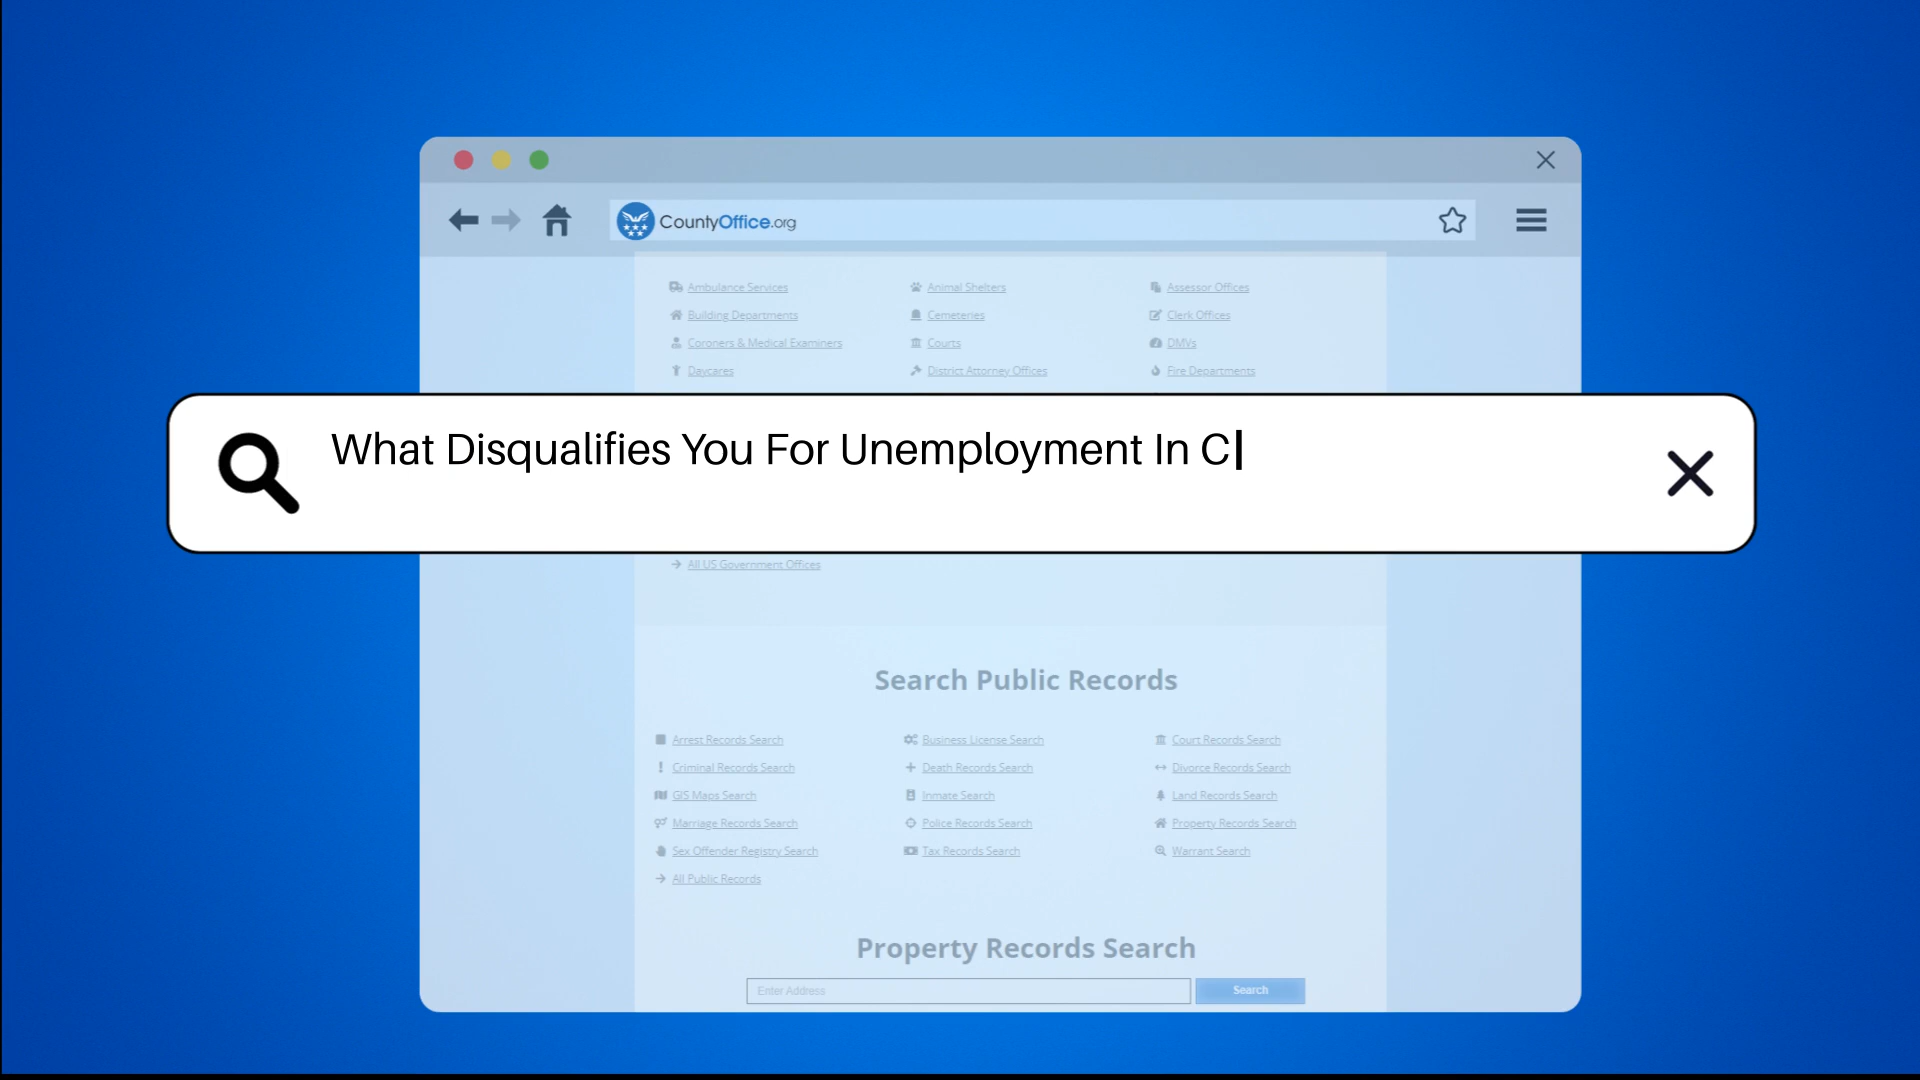 CountyOffice.org
Ambulance Services Animal Shelters Assessor Offices
Building Departments Cemeteries Clerk Offices
Coroners & Medical Examiners Courts DMVs
Daycares District Attorney Offices Fire Departments
What Disqualifies You For Unemployment In C
All US Government Offices
Search Public Records
Arrest Records Search Business License Search Court Records Search
Criminal Records Search Death Records Search Divorce Records Search
GIS Maps Search Inmate Search Land Records Search
Marriage Records Search Police Records Search Property Records Search
Sex Offender Registry Search Tax Records Search Warrant Search
All Public Records
Property Records Search
Enter Address Search